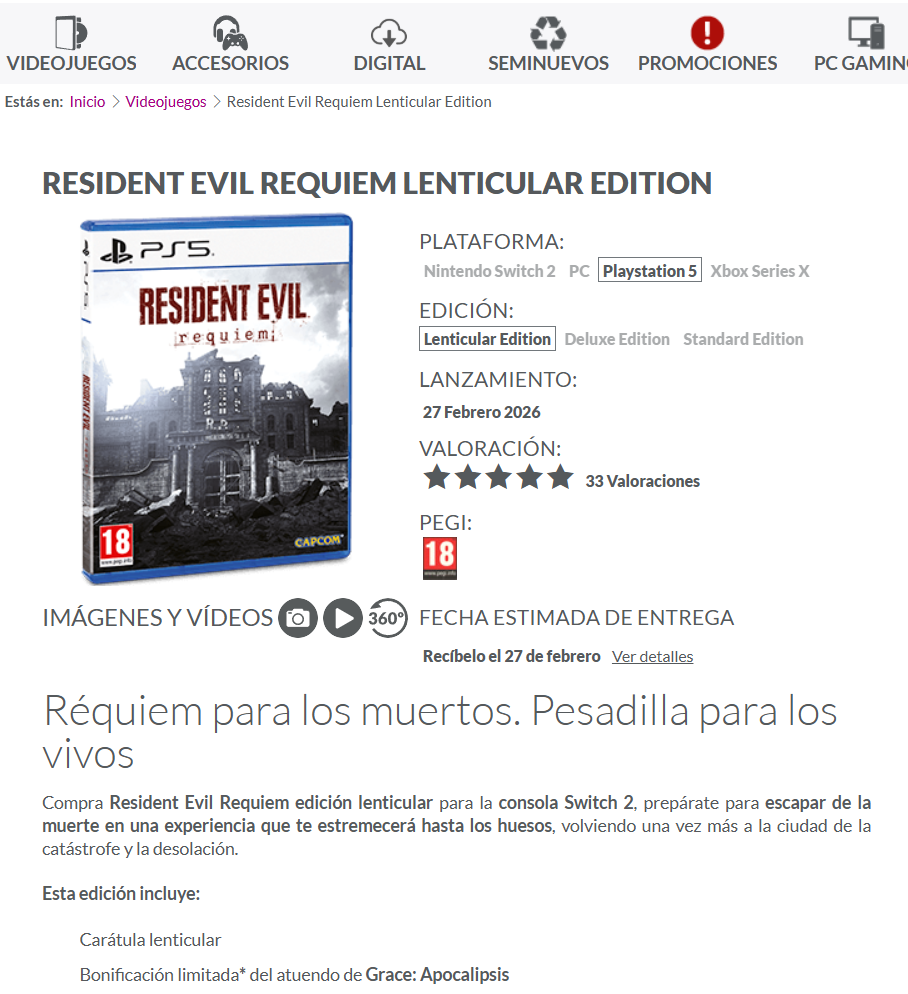 VIDEOJUEGOS ACCESORIOS DIGITAL SEMINUEVOS PROMOCIONES PC GAMIN
Estás en: Inicio > Videojuegos > Resident Evil Requiem Lenticular Edition
RESIDENT EVIL REQUIEM LENTICULAR EDITION
PS5
RESIDENT EVIL
requiem
RESIDENT EVIL
R.P.D.
18
www.pegi.info
CAPCOM
PLATAFORMA:
Nintendo Switch 2 PC Playstation 5 Xbox Series X
EDICIÓN:
Lenticular Edition Deluxe Edition Standard Edition
LANZAMIENTO:
27 Febrero 2026
VALORACIÓN:
33 Valoraciones
PEGI:
18
www.pegi.info
IMÁGENES Y VÍDEOS 360º
FECHA ESTIMADA DE ENTREGA
Recíbelo el 27 de febrero Ver detalles
Réquiem para los muertos. Pesadilla para los
vivos
Compra Resident Evil Requiem edición lenticular para la consola Switch 2, prepárate para escapar de la
muerte en una experiencia que te estremecerá hasta los huesos, volviendo una vez más a la ciudad de la
catástrofe y la desolación.
Esta edición incluye:
Carátula lenticular
Bonificación limitada* del atuendo de Grace: Apocalipsis